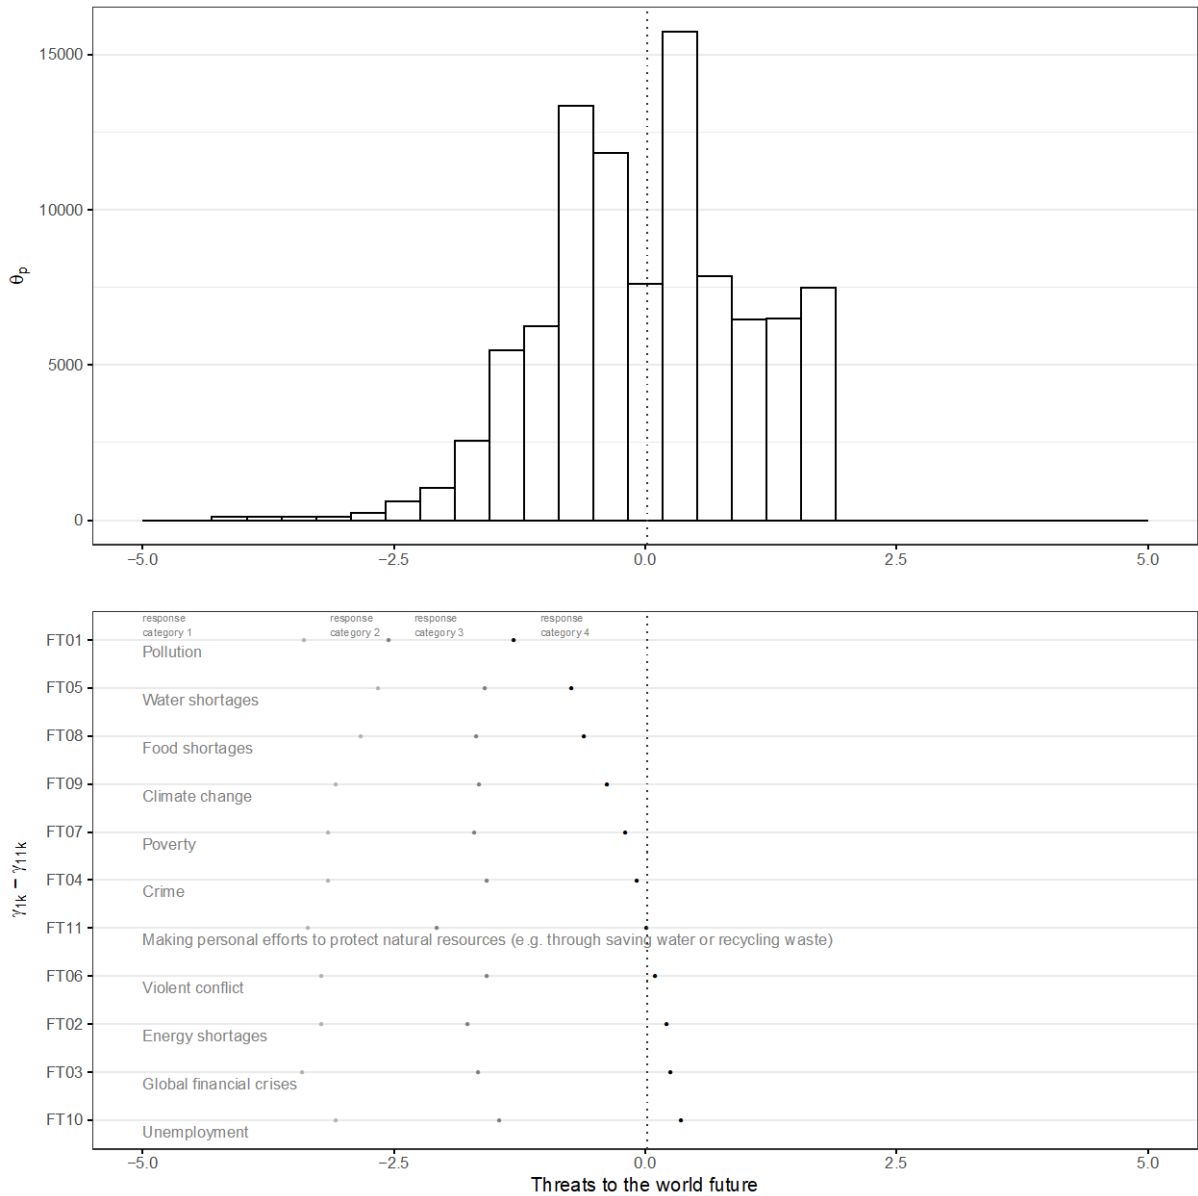 15000
10000
θp
5000
0
−5.0 −2.5 0.0 2.5 5.0
response response response response
category 1 category 2 category 3 category 4
FT01
Pollution
FT05
Water shortages
FT08
Food shortages
FT09
Climate change
FT07
Poverty
γ1k − γ11k
FT04
Crime
FT11
Making personal efforts to protect natural resources (e.g. through saving water or recycling waste)
FT06
Violent conflict
FT02
Energy shortages
FT03
Global financial crises
FT10
Unemployment
−5.0 −2.5 0.0 2.5 5.0
Threats to the world future